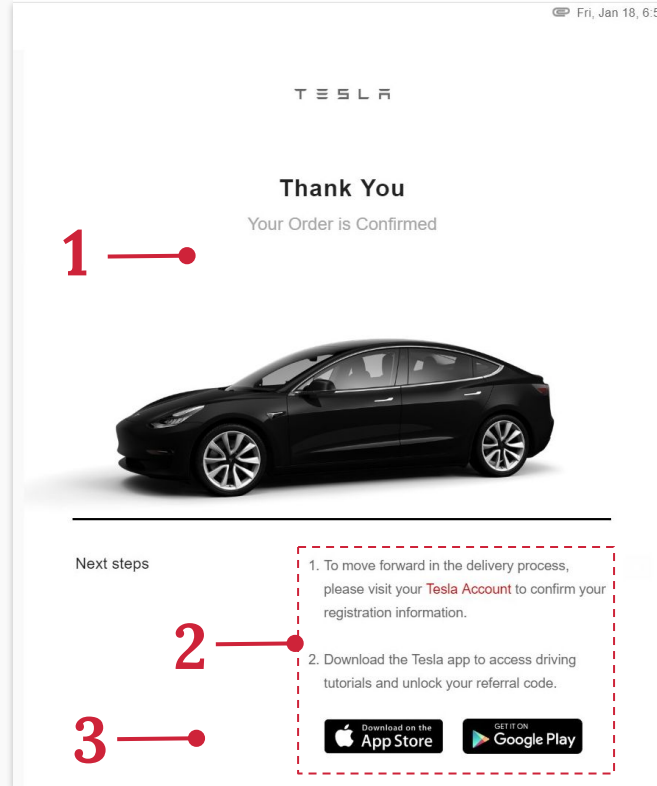 Fri, Jan 18, 6:5
TESLA
Thank You
Your Order is Confirmed
1
Next steps
1. To move forward in the delivery process,
please visit your Tesla Account to confirm your
registration information.
2
2. Download the Tesla app to access driving
tutorials and unlock your referral code.
3
Download on the
App Store
GET IT ON
Google Play